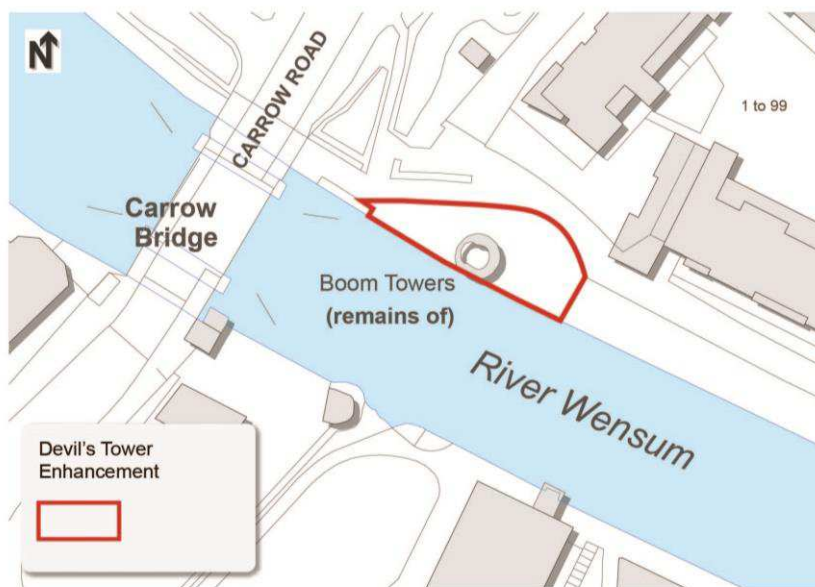 N
CARROW ROAD
1 to 99
Carrow
Bridge
Boom Towers
(remains of)
River Wensum
Devil's Tower
Enhancement